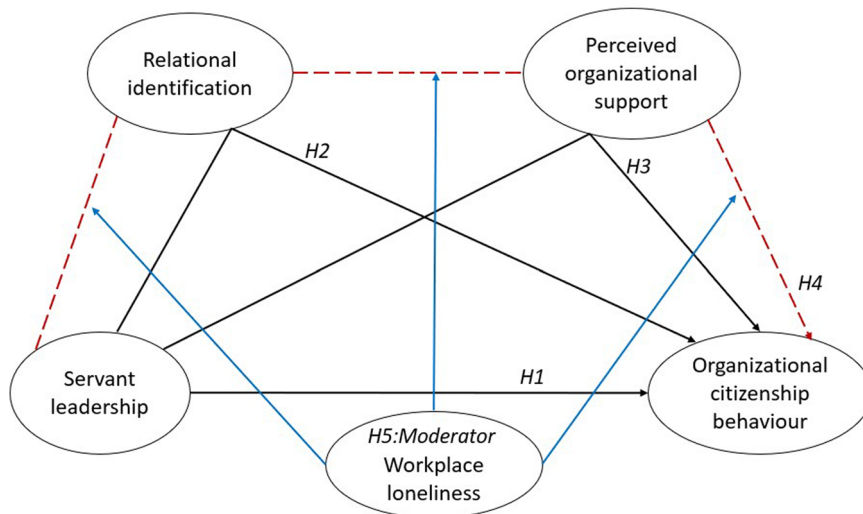 Relational
identification
Perceived
organizational
support
H2
H3
H4
Servant
leadership
H1
Organizational
citizenship
behaviour
H5:Moderator
Workplace
loneliness